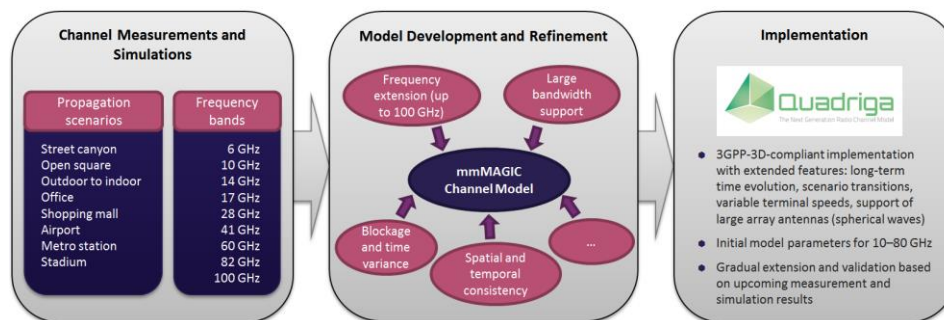 Channel Measurements and
Simulations
Propagation
scenarios
Street canyon
Open square
Outdoor to indoor
Office
Shopping mall
Airport
Metro station
Stadium
Frequency
bands
6 GHz
10 GHz
14 GHz
17 GHz
28 GHz
41 GHz
60 GHz
82 GHz
100 GHz
Model Development and Refinement
Frequency
extension (up
to 100 GHz)
Large
bandwidth
support
mmMAGIC
Channel Model
Blockage
and time
variance
Spatial and
temporal
consistency
...
Implementation
Quadriga
The Next Generation Radio Channel Model
• 3GPP-3D-compliant implementation
with extended features: long-term
time evolution, scenario transitions,
variable terminal speeds, support of
large array antennas (spherical waves)
• Initial model parameters for 10–80 GHz
• Gradual extension and validation based
on upcoming measurement and
simulation results